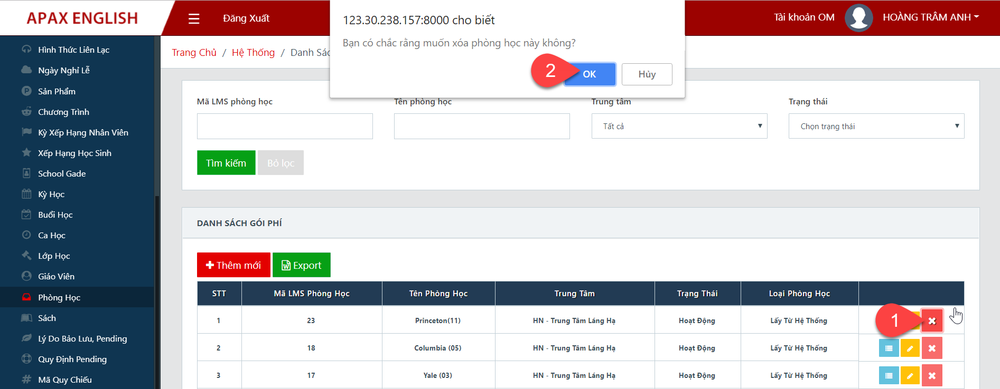 APAX ENGLISH
Đăng Xuất
Tài khoản OM
HOÀNG TRÂM ANH
123.30.238.157:8000 cho biết
Bạn có chắc rằng muốn xóa phòng học này không?
2
OK
Hủy
Hình Thức Liên Lạc
Ngày Nghỉ Lễ
Sản Phẩm
Chương Trình
Kỳ Xếp Hạng Nhân Viên
Xếp Hạng Học Sinh
School Gade
Kỳ Học
Buổi Học
Ca Học
Lớp Học
Giáo Viên
Phòng Học
Sách
Lý Do Bảo Lưu, Pending
Quy Định Pending
Mã Quy Chiếu
Trang Chủ / Hệ Thống / Danh Sác
Mã LMS phòng học
Tên phòng học
Trung tâm
Trạng thái
Tất cả
Chọn trạng thái
Tìm kiếm
Bỏ lọc
DANH SÁCH GÓI PHÍ
Thêm mới
Export
STT Mã LMS Phòng Học Tên Phòng Học Trung Tâm Trạng Thái Loại Phòng Học
1 23 Princeton(11) HN - Trung Tâm Láng Hạ Hoạt Động Lấy Từ Hệ Thống
1
2 18 Columbia (05) HN - Trung Tâm Láng Hạ Hoạt Động Lấy Từ Hệ Thống
3 17 Yale (03) HN - Trung Tâm Láng Hạ Hoạt Động Lấy Từ Hệ Thống